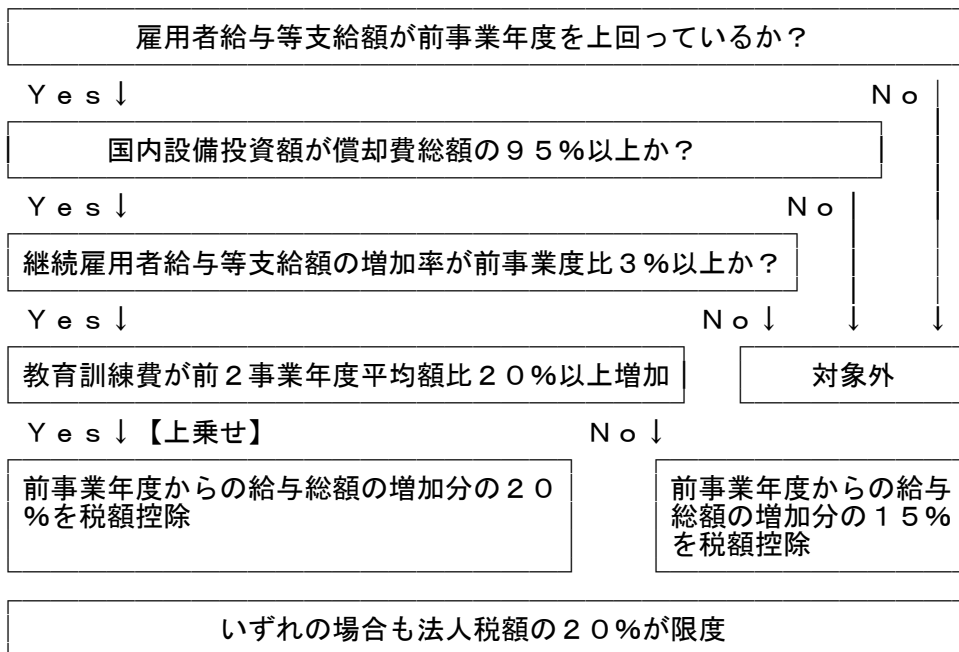 雇用者給与等支給額が前事業年度を上回っているか？
Ｙｅｓ↓ Ｎｏ
国内設備投資額が償却費総額の９５％以上か？
Ｙｅｓ↓ Ｎｏ
継続雇用者給与等支給額の増加率が前事業度比３％以上か？
Ｙｅｓ↓ Ｎｏ↓ ↓ ↓
教育訓練費が前２事業年度平均額比２０％以上増加 対象外
Ｙｅｓ↓【上乗せ】 Ｎｏ↓
前事業年度からの給与総額の増加分の２０
％を税額控除
前事業年度からの給与
総額の増加分の１５％
を税額控除
いずれの場合も法人税額の２０％が限度